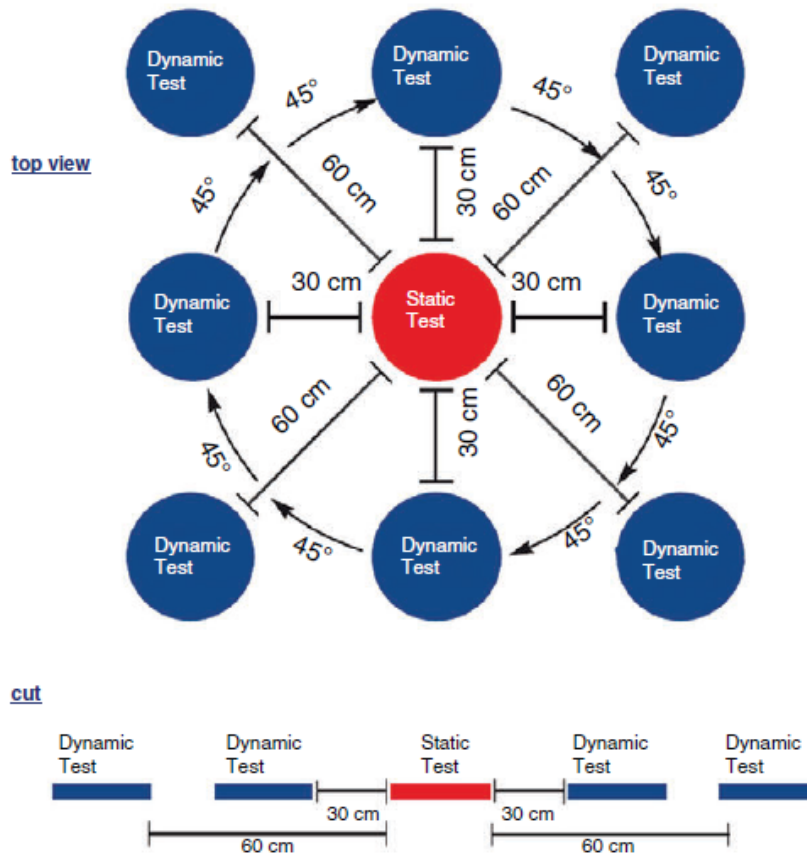 Dynamic
Test
Dynamic
Test
Dynamic
Test
45°
45°
top view
60 cm
30 cm
60 cm
45°
45°
Dynamic
Test
30 cm
Static
Test
30 cm
Dynamic
Test
60 cm
30 cm
60 cm
45°
45°
Dynamic
Test
45°
Dynamic
Test
45°
Dynamic
Test
cut
Dynamic
Test
Dynamic
Test
Static
Test
Dynamic
Test
Dynamic
Test
30 cm
30 cm
60 cm
60 cm